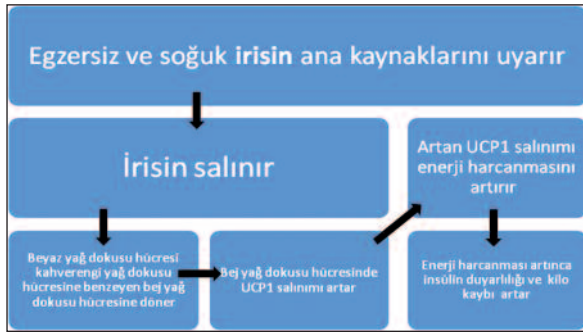 Egzersiz ve soğuk irisin ana kaynaklarını uyarır
İrisin salınır
Artan UCP1 salınımı
enerji harcanmasını
artırır
Beyaz yağ dokusu hücresi
kahverengi yağ dokusu
hücresine benzeyen bej yağ
dokusu hücresine döner
Bej yağ dokusu hücresinde
UCP1 salınımı artar
Enerji harcanması artınca
insülin duyarlılığı ve kilo
kaybı artar